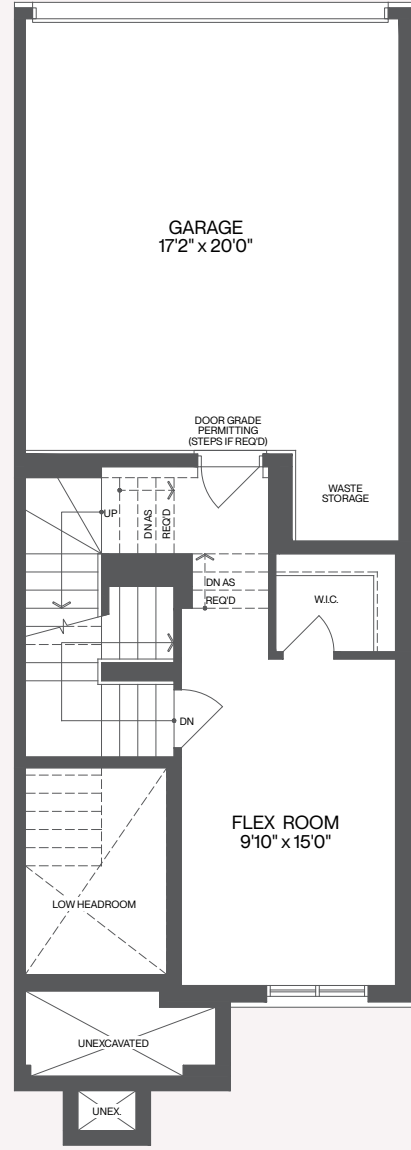 GARAGE
17'2" x 20'0"
DOOR GRADE
PERMITTING
(STEPS IF REQ'D)
WASTE
STORAGE
UP
DN AS
REQ'D
DN AS
REQ'D
W.I.C.
DN
FLEX ROOM
9'10" x 15'0"
LOW HEADROOM
UNEXCAVATED
UNEX.